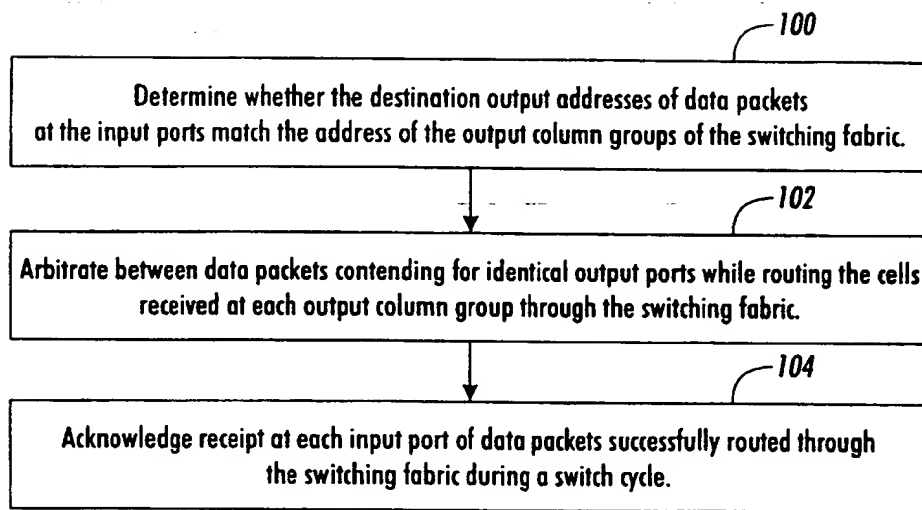 100
Determine whether the destination output addresses of data packets
at the input ports match the address of the output column groups of the switching fabric.
102
Arbitrate between data packets contending for identical output ports while routing the cells
received at each output column group through the switching fabric.
104
Acknowledge receipt at each input port of data packets successfully routed through
the switching fabric during a switch cycle.